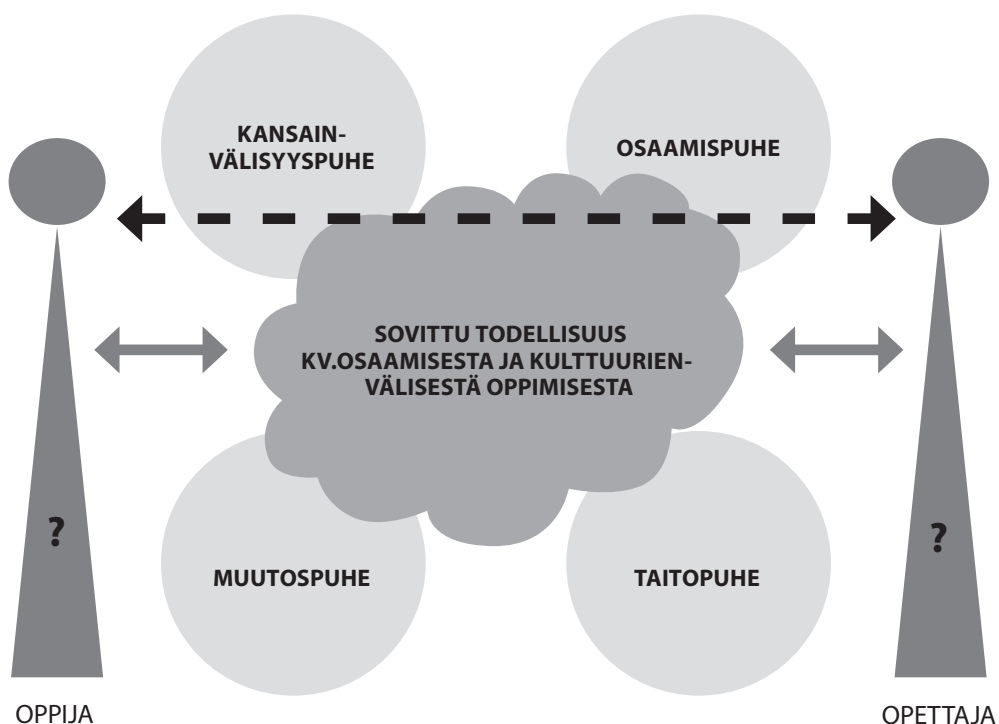 KANSAIN-
VÄLISYYSPUHE
OSAAMISPUHE
SOVITTU TODELLISUUS
KV.OSAAMISESTA JA KULTTUURIEN-
VÄLISESTÄ OPPIMISESTA
?
?
MUUTOSPUHE
TAITOPUHE
OPPIJA
OPETTAJA